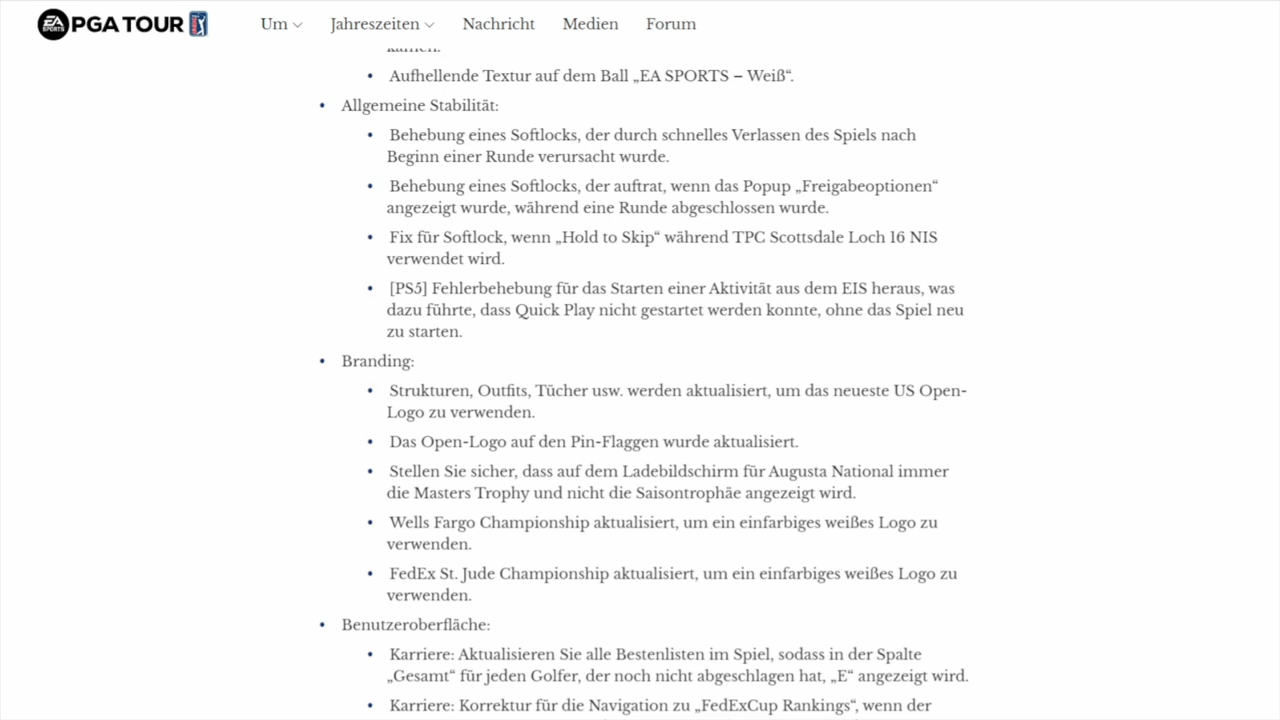 EA SPORTS PGA TOUR Um Jahreszeiten Nachricht Medien Forum
• Aufhellende Textur auf dem Ball „EA SPORTS – Weiß“.
• Allgemeine Stabilität:
• Behebung eines Softlocks, der durch schnelles Verlassen des Spiels nach
Beginn einer Runde verursacht wurde.
• Behebung eines Softlocks, der auftrat, wenn das Popup „Freigabeoptionen“
angezeigt wurde, während eine Runde abgeschlossen wurde.
• Fix für Softlock, wenn „Hold to Skip“ während TPC Scottsdale Loch 16 NIS
verwendet wird.
• [PS5] Fehlerbehebung für das Starten einer Aktivität aus dem EIS heraus, was
dazu führte, dass Quick Play nicht gestartet werden konnte, ohne das Spiel neu
zu starten.
• Branding:
• Strukturen, Outfits, Tücher usw. werden aktualisiert, um das neueste US Open-
Logo zu verwenden.
• Das Open-Logo auf den Pin-Flaggen wurde aktualisiert.
• Stellen Sie sicher, dass auf dem Ladebildschirm für Augusta National immer
die Masters Trophy und nicht die Saisontrophäe angezeigt wird.
• Wells Fargo Championship aktualisiert, um ein einfarbiges weißes Logo zu
verwenden.
• FedEx St. Jude Championship aktualisiert, um ein einfarbiges weißes Logo zu
verwenden.
• Benutzeroberfläche:
• Karriere: Aktualisieren Sie alle Bestenlisten im Spiel, sodass in der Spalte
„Gesamt“ für jeden Golfer, der noch nicht abgeschlagen hat, „E“ angezeigt wird.
• Karriere: Korrektur für die Navigation zu „FedExCup Rankings“, wenn der